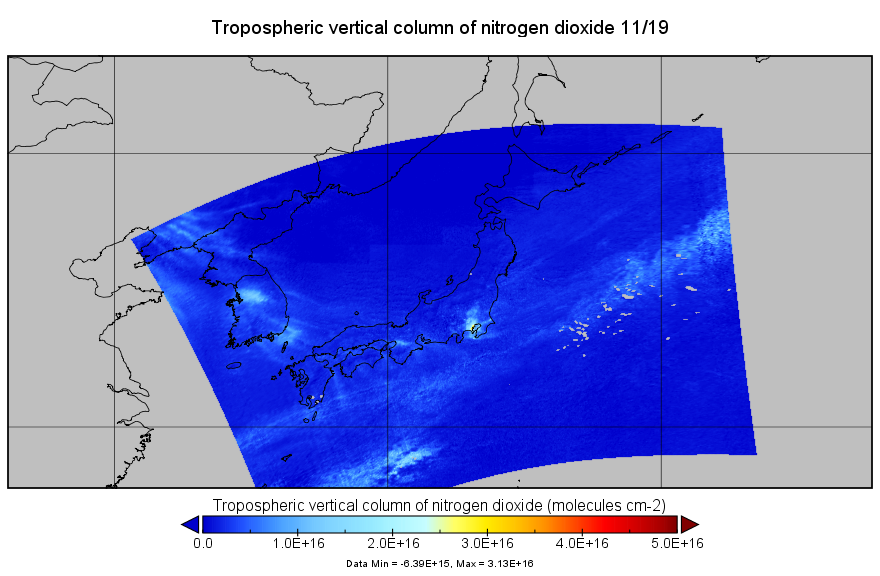 Tropospheric vertical column of nitrogen dioxide 11/19
Tropospheric vertical column of nitrogen dioxide (molecules cm-2)
0.0 1.0E+16 2.0E+16 3.0E+16 4.0E+16 5.0E+16
Data Min = -6.39E+15, Max = 3.13E+16